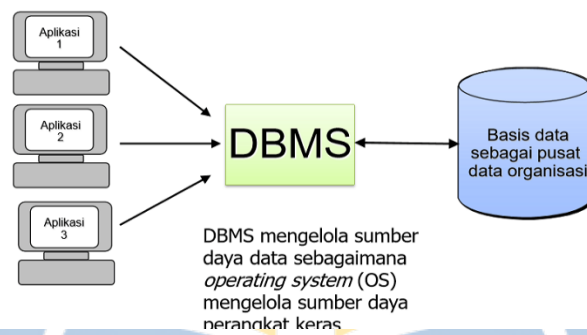 Aplikasi
1
Aplikasi
2
Aplikasi
3
DBMS
Basis data
sebagai pusat
data organisasi
DBMS mengelola sumber
daya data sebagaimana
operating system (OS)
mengelola sumber daya
perangkat keras